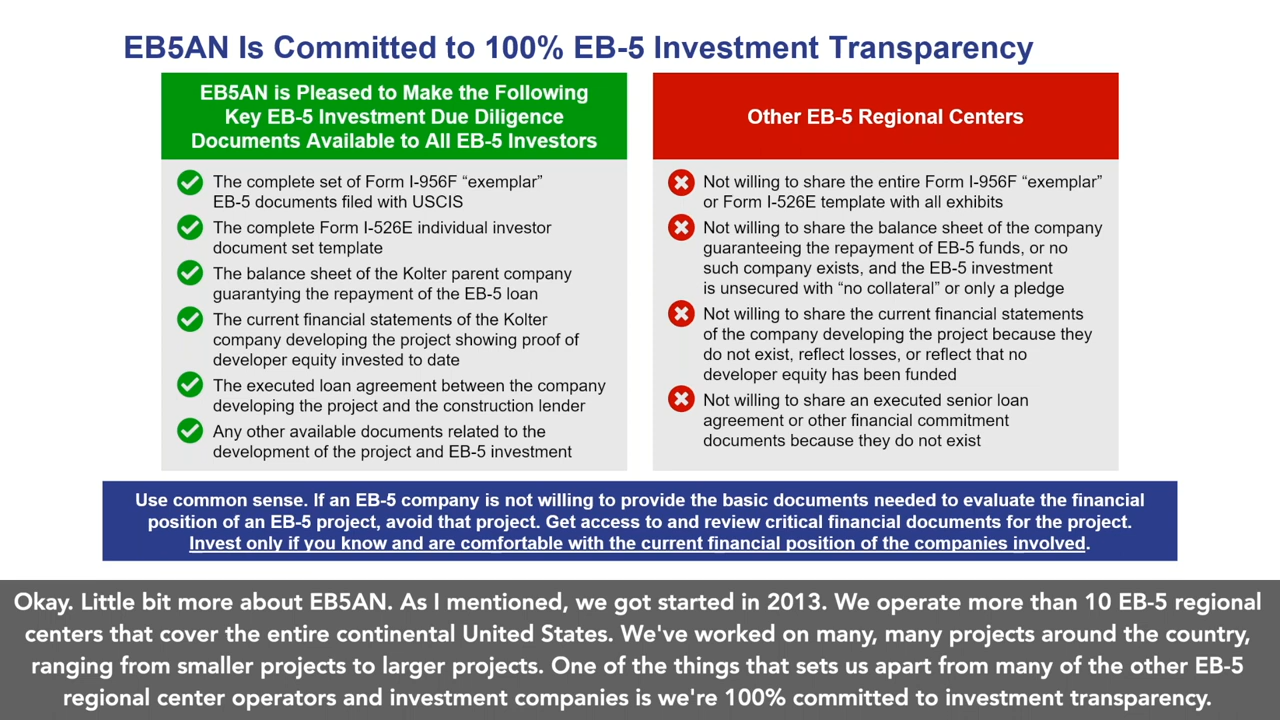 EB5AN Is Committed to 100% EB-5 Investment Transparency
EB5AN is Pleased to Make the Following
Key EB-5 Investment Due Diligence
Documents Available to All EB-5 Investors
The complete set of Form I-956F “exemplar”
EB-5 documents filed with USCIS
The complete Form I-526E individual investor
document set template
The balance sheet of the Kolter parent company
guarantying the repayment of the EB-5 loan
The current financial statements of the Kolter
company developing the project showing proof of
developer equity invested to date
The executed loan agreement between the company
developing the project and the construction lender
Any other available documents related to the
development of the project and EB-5 investment
Other EB-5 Regional Centers
Not willing to share the entire Form I-956F “exemplar”
or Form I-526E template with all exhibits
Not willing to share the balance sheet of the company
guaranteeing the repayment of EB-5 funds, or no
such company exists, and the EB-5 investment
is unsecured with “no collateral” or only a pledge
Not willing to share the current financial statements
of the company developing the project because they
do not exist, reflect losses, or reflect that no
developer equity has been funded
Not willing to share an executed senior loan
agreement or other financial commitment
documents because they do not exist
Use common sense. If an EB-5 company is not willing to provide the basic documents needed to evaluate the financial
position of an EB-5 project, avoid that project. Get access to and review critical financial documents for the project.
Invest only if you know and are comfortable with the current financial position of the companies involved.
Okay. Little bit more about EB5AN. As I mentioned, we got started in 2013. We operate more than 10 EB-5 regional
centers that cover the entire continental United States. We've worked on many, many projects around the country,
ranging from smaller projects to larger projects. One of the things that sets us apart from many of the other EB-5
regional center operators and investment companies is we're 100% committed to investment transparency.